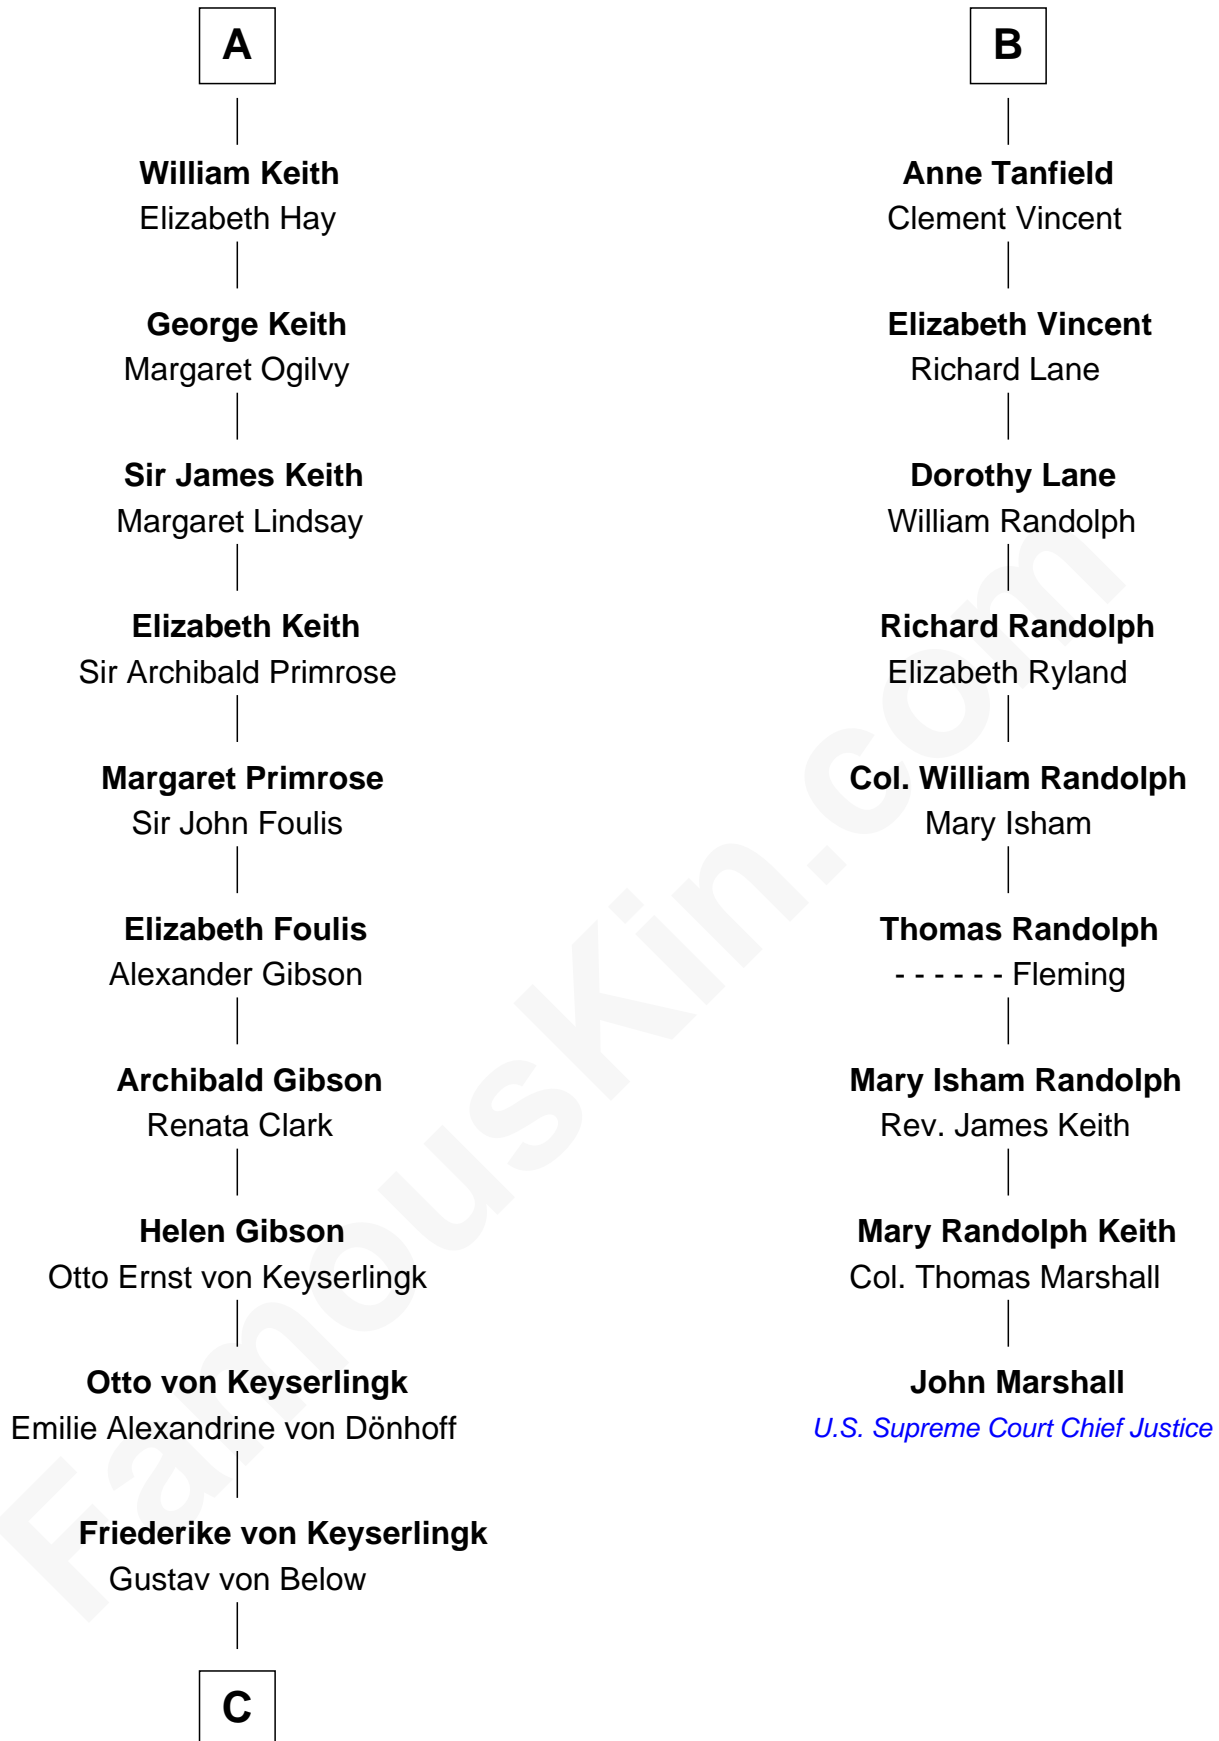 A
William Keith
Elizabeth Hay
George Keith
Margaret Ogilvy
Sir James Keith
Margaret Lindsay
Elizabeth Keith
Sir Archibald Primrose
Margaret Primrose
Sir John Foulis
Elizabeth Foulis
Alexander Gibson
Archibald Gibson
Renata Clark
Helen Gibson
Otto Ernst von Keyserlingk
Otto von Keyserlingk
Emilie Alexandrine von Dönhoff
Friederike von Keyserlingk
Gustav von Below
C
B
Anne Tanfield
Clement Vincent
Elizabeth Vincent
Richard Lane
Dorothy Lane
William Randolph
Richard Randolph
Elizabeth Ryland
Col. William Randolph
Mary Isham
Thomas Randolph
- - - - - - Fleming
Mary Isham Randolph
Rev. James Keith
Mary Randolph Keith
Col. Thomas Marshall
John Marshall
U.S. Supreme Court Chief Justice
FamousKin.com